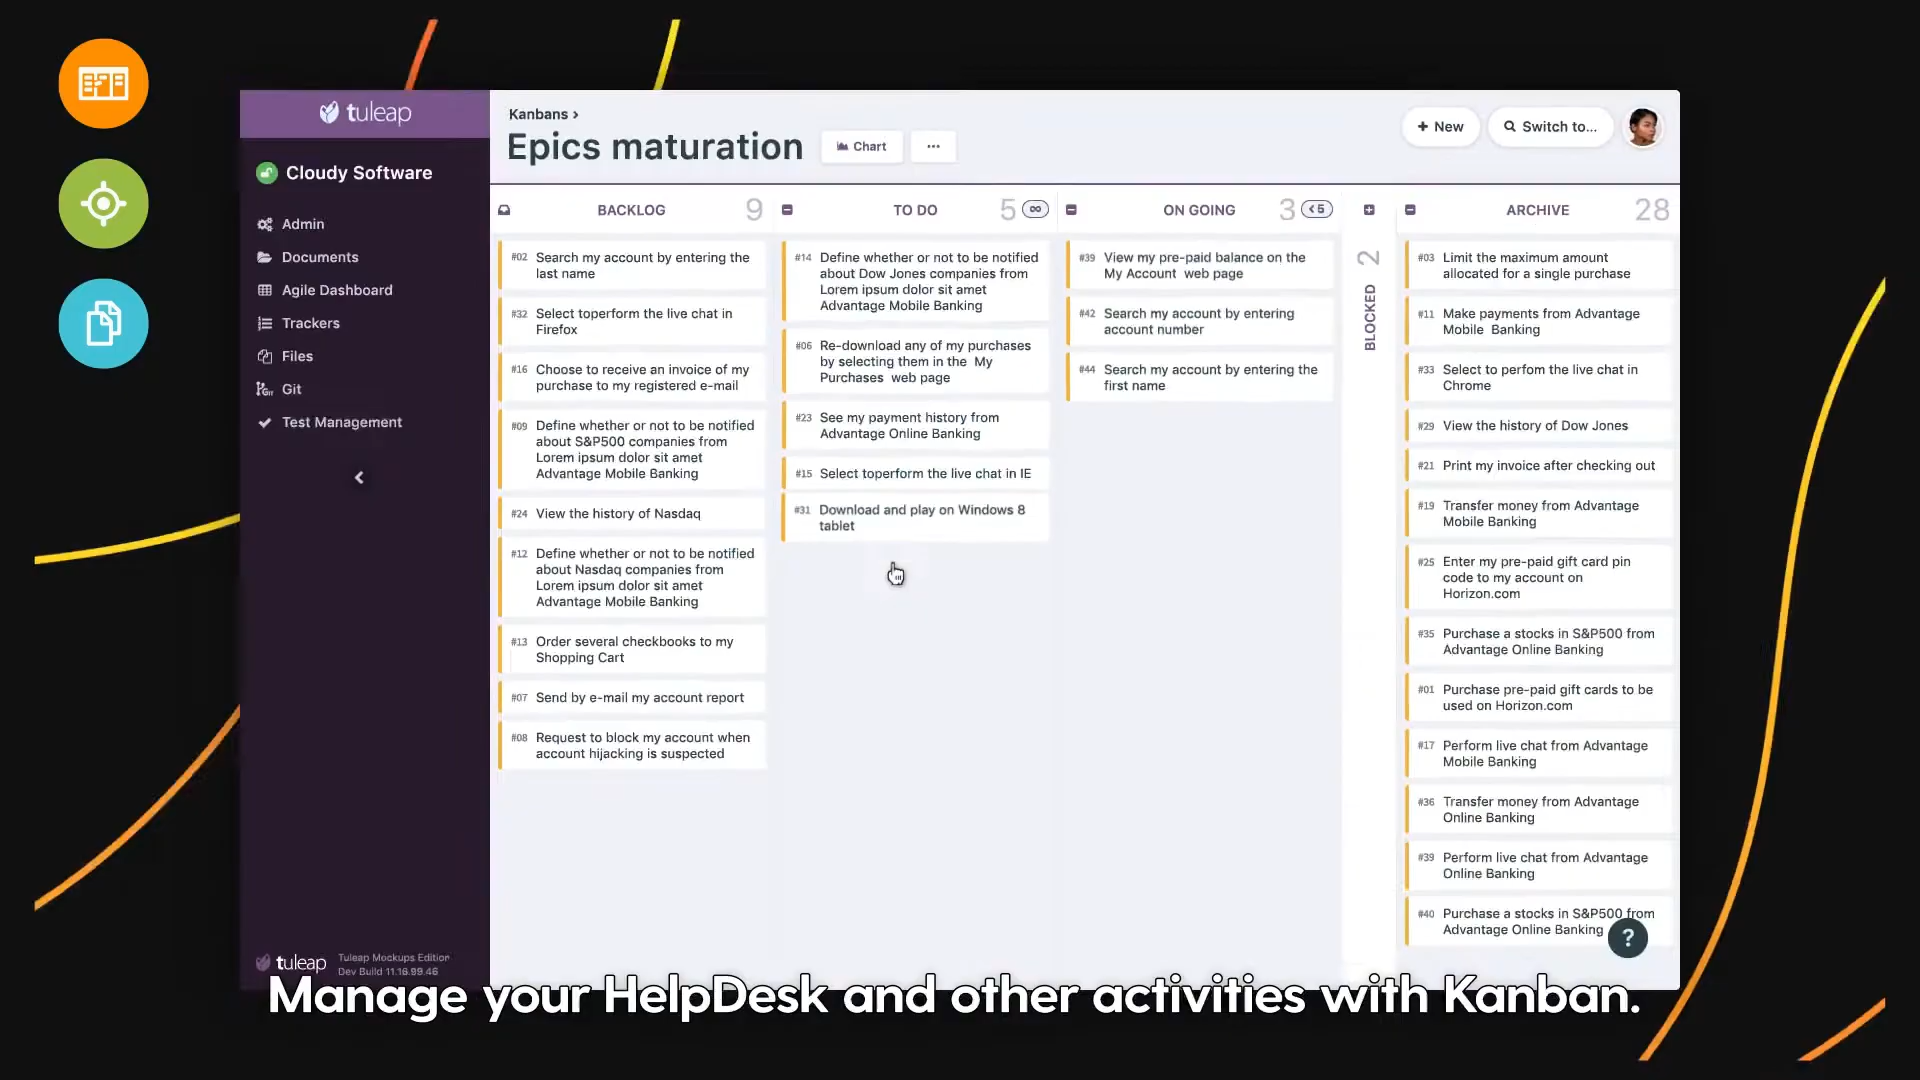 tuleap
Cloudy Software
Admin
Documents
Agile Dashboard
Trackers
Files
Git
Test Management
tuleap
Tuleap Mockups Edition
Dev Build 11.16.99.46
Kanbans ›
Epics maturation
Chart
...
+ New
Switch to...
BACKLOG 9
#02 Search my account by entering the
last name
#32 Select toperform the live chat in
Firefox
#16 Choose to receive an invoice of my
purchase to my registered e-mail
#09 Define whether or not to be notified
about S&P500 companies from
Lorem ipsum dolor sit amet
Advantage Mobile Banking
#24 View the history of Nasdaq
#12 Define whether or not to be notified
about Nasdaq companies from
Lorem ipsum dolor sit amet
Advantage Mobile Banking
#13 Order several checkbooks to my
Shopping Cart
#07 Send by e-mail my account report
#08 Request to block my account when
account hijacking is suspected
TO DO 5 ∞
#14 Define whether or not to be notified
about Dow Jones companies from
Lorem ipsum dolor sit amet
Advantage Mobile Banking
#06 Re-download any of my purchases
by selecting them in the My
Purchases web page
#23 See my payment history from
Advantage Online Banking
#15 Select toperform the live chat in IE
#31 Download and play on Windows 8
tablet
ON GOING 3 <5
#39 View my pre-paid balance on the
My Account web page
#42 Search my account by entering
account number
#44 Search my account by entering the
first name
BLOCKED 2
ARCHIVE 28
#03 Limit the maximum amount
allocated for a single purchase
#11 Make payments from Advantage
Mobile Banking
#33 Select to perfom the live chat in
Chrome
#29 View the history of Dow Jones
#21 Print my invoice after checking out
#19 Transfer money from Advantage
Mobile Banking
#25 Enter my pre-paid gift card pin
code to my account on
Horizon.com
#35 Purchase a stocks in S&P500 from
Advantage Online Banking
#01 Purchase pre-paid gift cards to be
used on Horizon.com
#17 Perform live chat from Advantage
Mobile Banking
#36 Transfer money from Advantage
Online Banking
#39 Perform live chat from Advantage
Online Banking
#40 Purchase a stocks in S&P500 from
Advantage Online Banking
?
Manage your HelpDesk and other activities with Kanban.